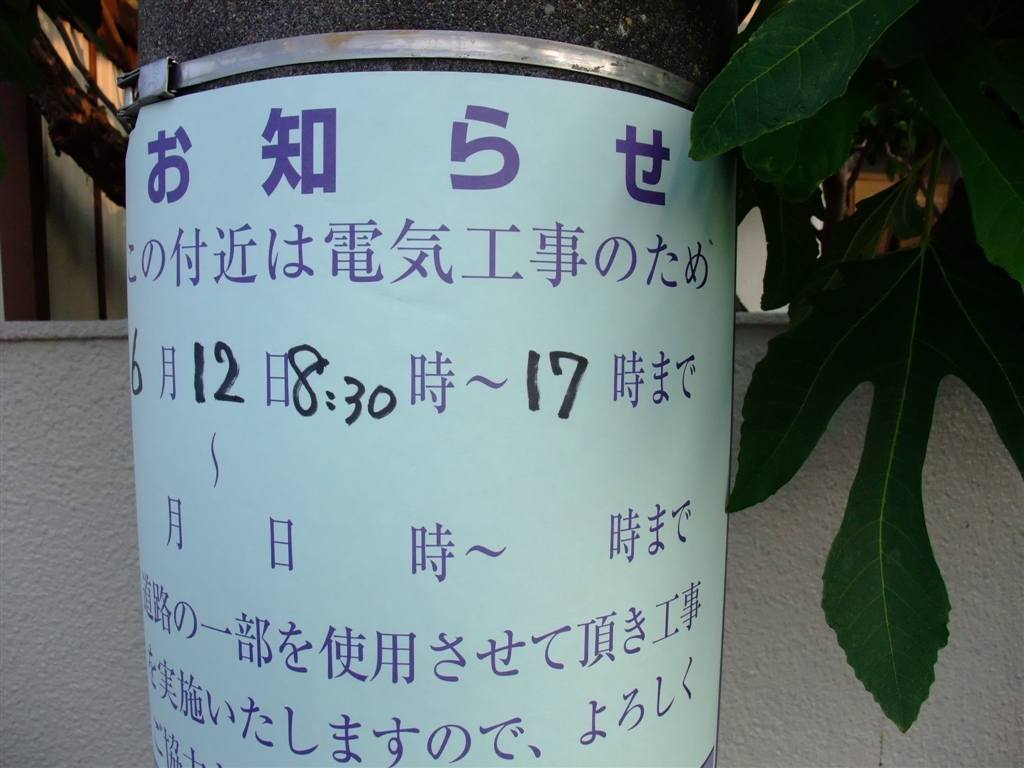 お知らせ
この付近は電気工事のため
6月12日8:30時～17時まで
～
月 日 時～ 時まで
道路の一部を使用させて頂き工事
を実施いたしますので、よろしく
ご協力